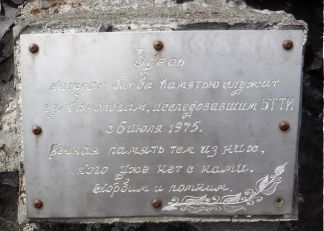 Здесь
каждая ветка памятью служит
вулканологам, исследовавшим БТТИ
с 6 июля 1975.
Вечная память тем из них,
кого уже нет с нами.
Скорбим и помним.